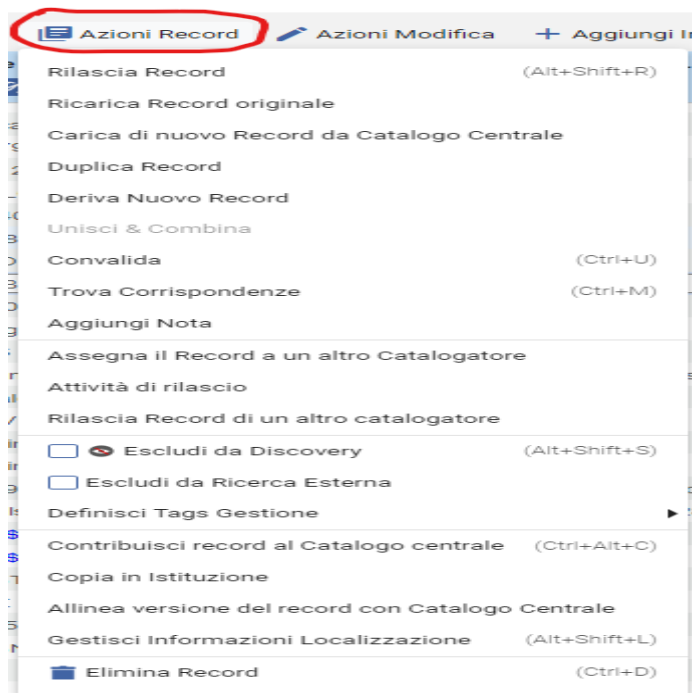 Azioni Record Azioni Modifica + Aggiungi
Rilascia Record (Alt+Shift+R)
Ricarica Record originale
Carica di nuovo Record da Catalogo Centrale
Duplica Record
Deriva Nuovo Record
Unisci & Combina
Convalida (Ctrl+U)
Trova Corrispondenze (Ctrl+M)
Aggiungi Nota
Assegna il Record a un altro Catalogatore
Attività di rilascio
Rilascia Record di un altro catalogatore
Escludi da Discovery (Alt+Shift+S)
Escludi da Ricerca Esterna
Definisci Tags Gestione
Contribuisci record al Catalogo centrale (Ctrl+Alt+C)
Copia in Istituzione
Allinea versione del record con Catalogo Centrale
Gestisci Informazioni Localizzazione (Alt+Shift+L)
Elimina Record (Ctrl+D)